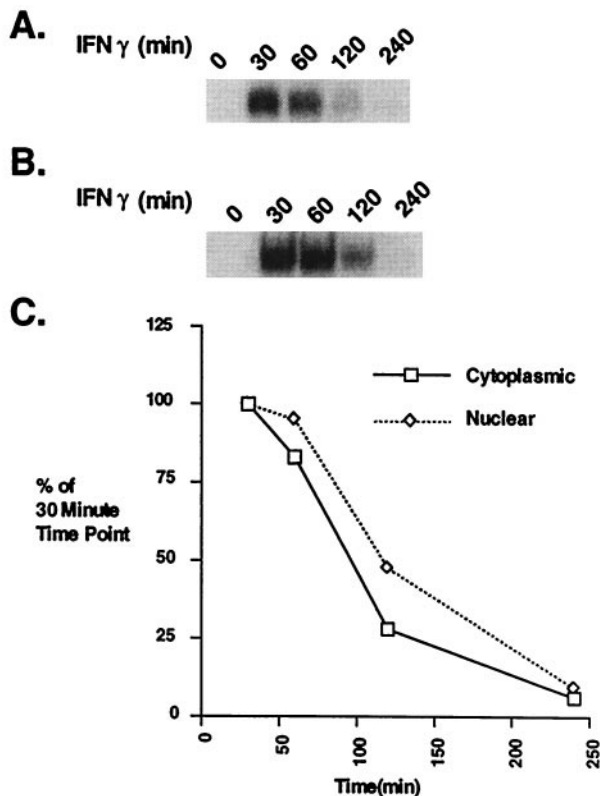 A.
IFN γ (min) 0 30 60 120 240
B.
IFN γ (min) 0 30 60 120 240
C.
125
100
75
50
25
0
% of
30 Minute
Time Point
Cytoplasmic
Nuclear
0 50 100 150 200 250
Time(min)